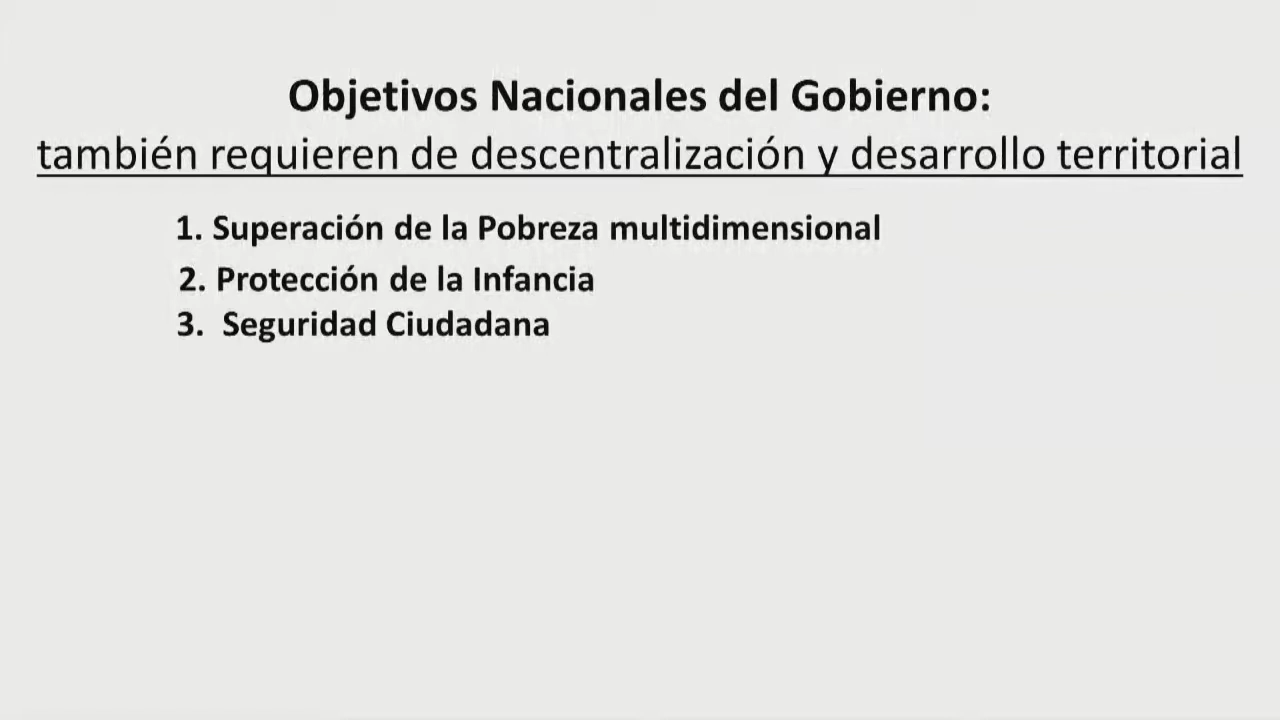 Objetivos Nacionales del Gobierno:
también requieren de descentralización y desarrollo territorial
1. Superación de la Pobreza multidimensional
2. Protección de la Infancia
3. Seguridad Ciudadana